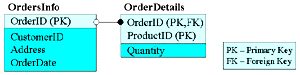 OrdersInfo
OrderID (PK)
CustomerID
Address
OrderDate
OrderDetails
OrderID (PK,FK)
ProductID (PK)
Quantity
PK – Primary Key
FK – Foreign Key